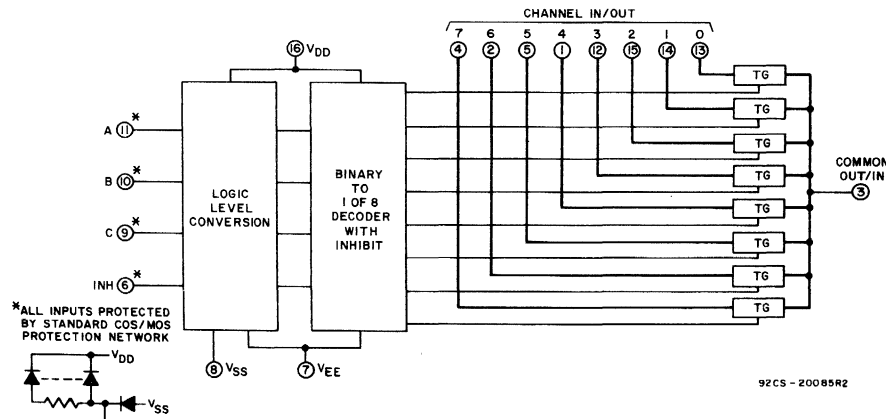 CHANNEL IN/OUT
7 6 5 4 3 2 1 0
4 2 5 1 12 15 14 13
16 VDD
TG
TG
TG
TG
TG
TG
TG
TG
COMMON
OUT/IN
3
A 11 *
B 10 *
C 9 *
INH 6 *
LOGIC
LEVEL
CONVERSION
BINARY
TO
1 OF 8
DECODER
WITH
INHIBIT
*ALL INPUTS PROTECTED
BY STANDARD COS/MOS
PROTECTION NETWORK
VDD
VSS
8 VSS
7 VEE
92CS-20085R2